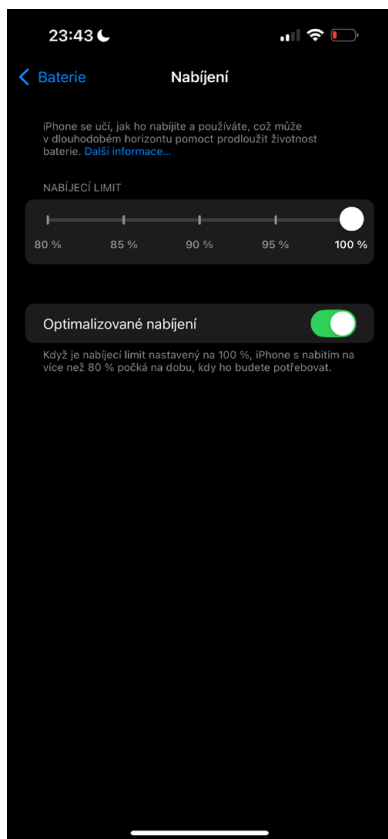 23:43
Baterie
Nabíjení
iPhone se učí, jak ho nabíjíte a používáte, což může
v dlouhodobém horizontu pomoct prodloužit životnost
baterie. Další informace...
NABÍJECÍ LIMIT
80 % 85 % 90 % 95 % 100 %
Optimalizované nabíjení
Když je nabíjecí limit nastavený na 100 %, iPhone s nabitím na
více než 80 % počká na dobu, kdy ho budete potřebovat.